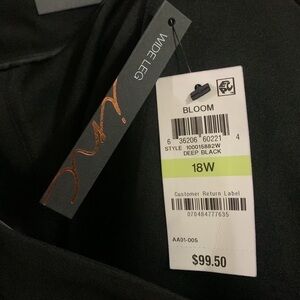 WIDE LEG
BLOOM
6 36206 60221 4
STYLE 100015882W
DEEP BLACK
18W
Customer Return Label
070484777635
AA01-005
$99.50